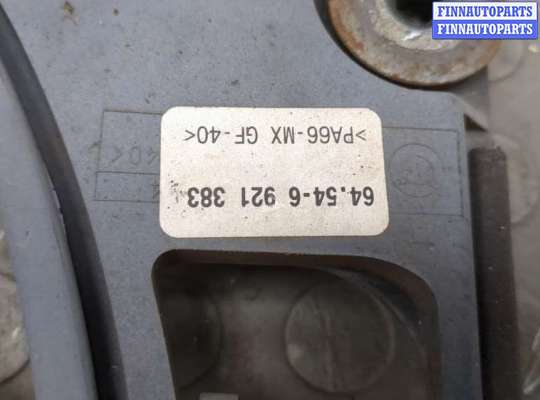 FINNAUTOPARTS
FINNAUTOPARTS
64.54-6 921 383
>PA66-MX GF-40<